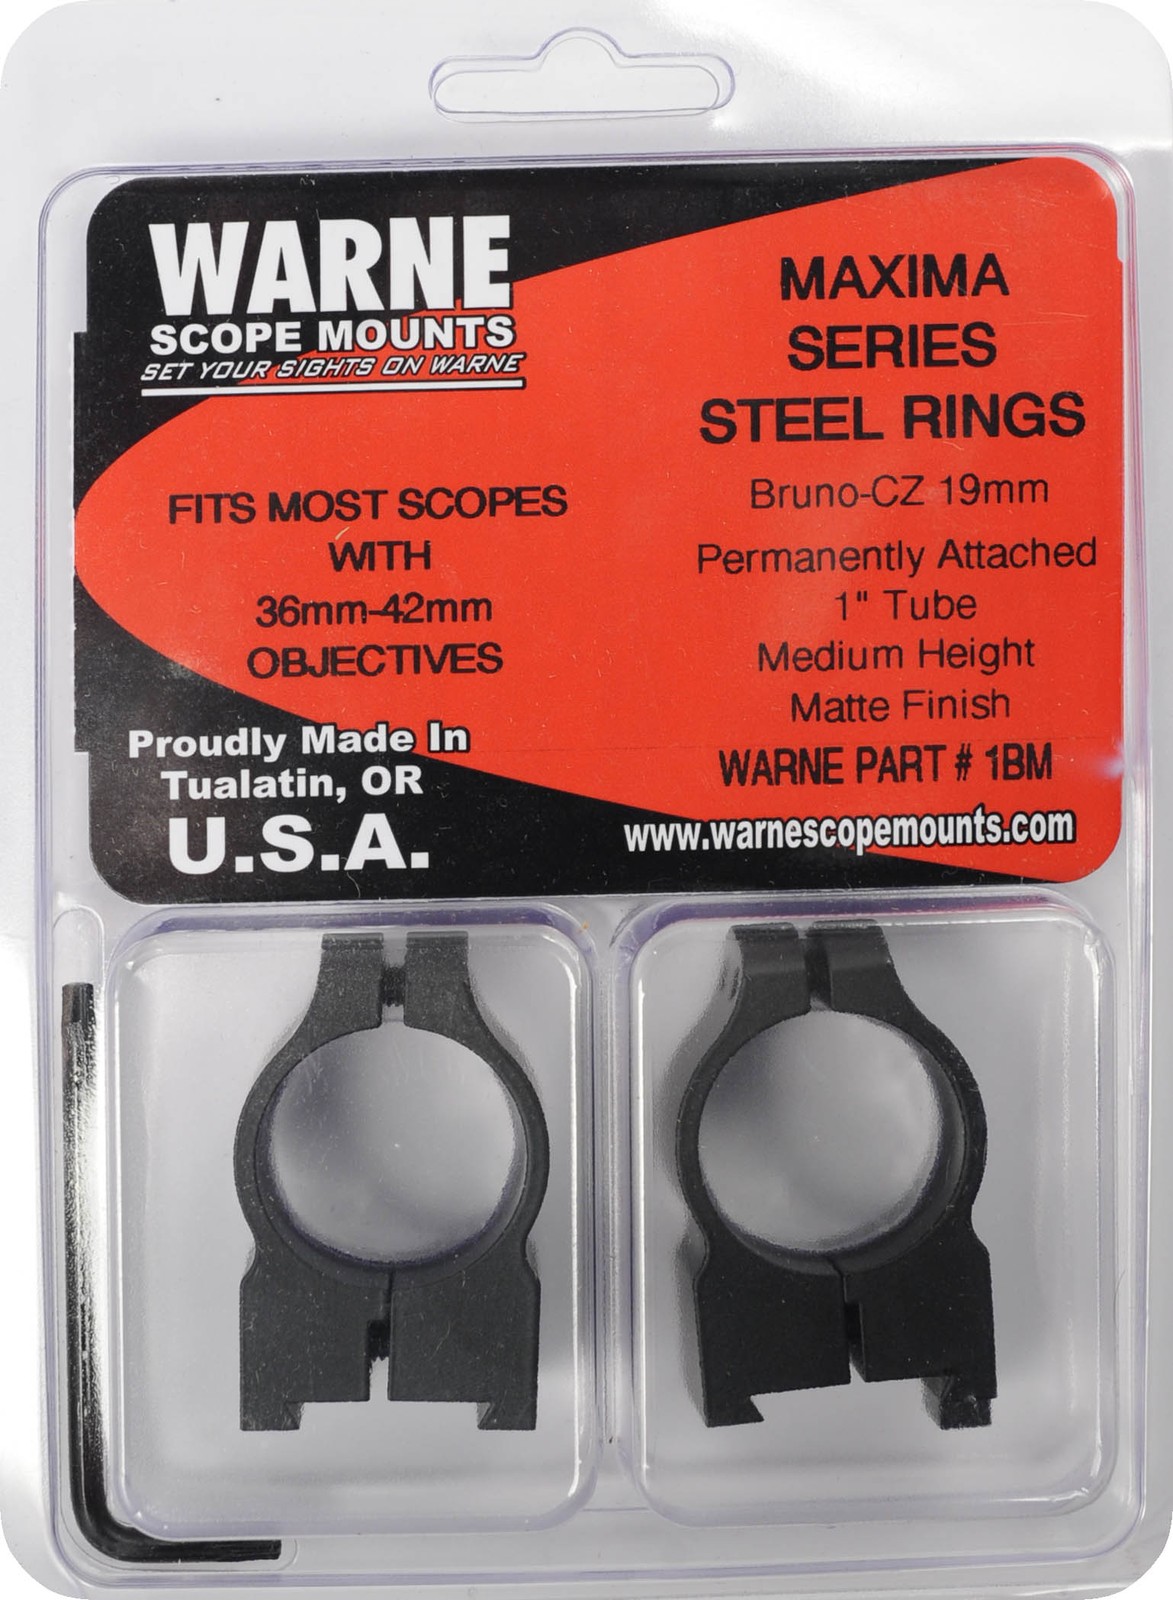 WARNE
SCOPE MOUNTS
SET YOUR SIGHTS ON WARNE
FITS MOST SCOPES
WITH
36mm-42mm
OBJECTIVES
Proudly Made In
Tualatin, OR
U.S.A.
MAXIMA
SERIES
STEEL RINGS
Bruno-CZ 19mm
Permanently Attached
1" Tube
Medium Height
Matte Finish
WARNE PART # 1BM
www.warnescopemounts.com